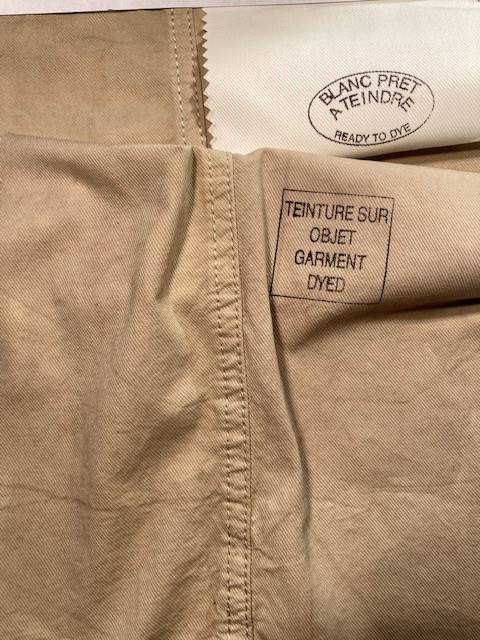 BLANC PRET
A TEINDRE
READY TO DYE
TEINTURE SUR
OBJET
GARMENT
DYED